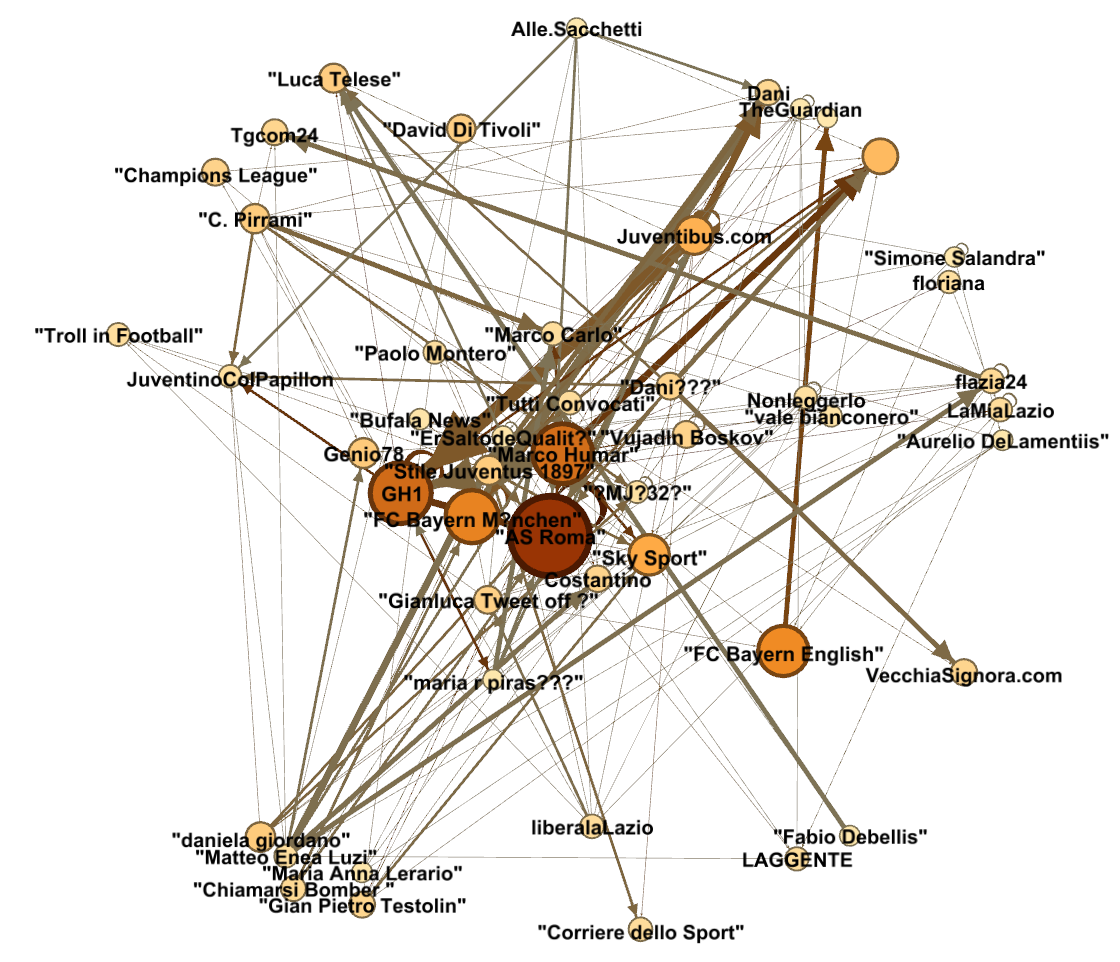 Alle.Sacchetti
"Luca Telese"
Dani
TheGuardian
Tgcom24
"David Di Tivoli"
"Champions League"
"C. Pirrami"
Juventibus.com
"Simone Salandra"
floriana
"Troll in Football"
"Marco Carlo"
"Paolo Montero"
JuventinoColPapillon
"Dani???"
flazia24
"Tutti Convocati"
Nonleggerlo
LaMiaLazio
"vale bianconero"
"Bufala News"
"ErSaltodeQualit?"
"Vujadin Boskov"
"Aurelio DeLamentiis"
Genio78
"Marco Humar"
"Stile Juventus 1897"
GH1
"?MJ?32?"
"FC Bayern M?nchen"
"AS Roma"
"Sky Sport"
Costantino
"Gianluca Tweet off ?"
"FC Bayern English"
VecchiaSignora.com
"maria r piras???"
liberalaLazio
"daniela giordano"
"Fabio Debellis"
"Matteo Enea Luzi"
LAGGENTE
"Maria Anna Lerario"
"Chiamarsi Bomber "
"Gian Pietro Testolin"
"Corriere dello Sport"